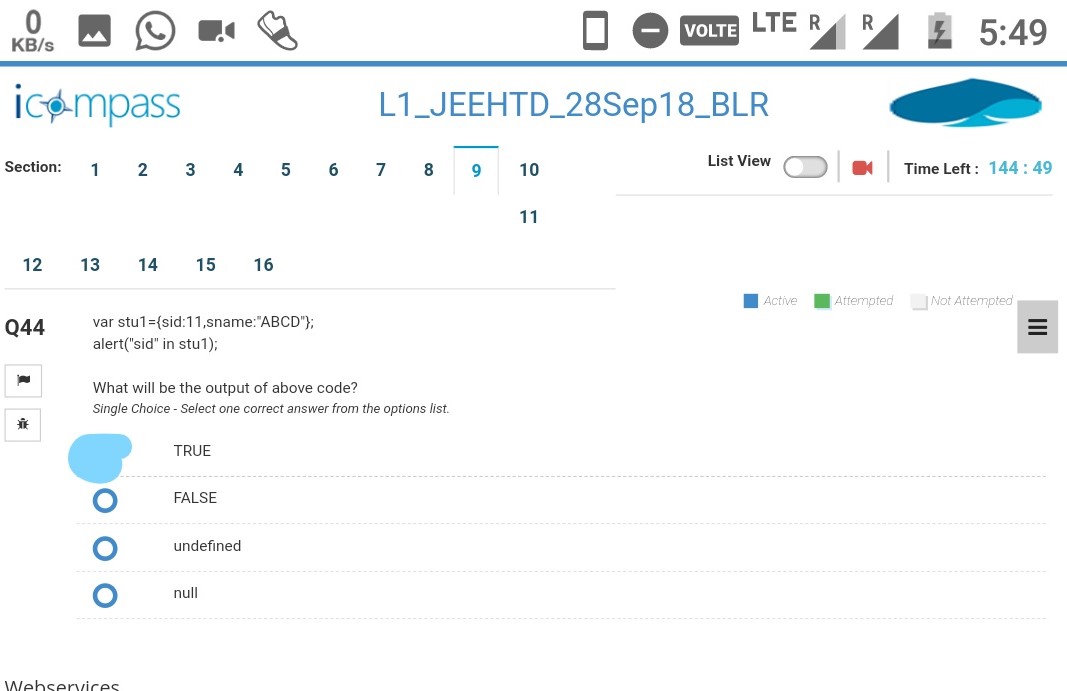 0
KB/s
VOLTE LTE R R 5:49
icompass
L1_JEEHTD_28Sep18_BLR
Section: 1 2 3 4 5 6 7 8 9 10
11
12 13 14 15 16
List View
Time Left : 144 : 49
Active Attempted Not Attempted
Q44
var stu1={sid:11,sname:"ABCD"};
alert("sid" in stu1);
What will be the output of above code?
Single Choice - Select one correct answer from the options list.
TRUE
FALSE
undefined
null
Webservices